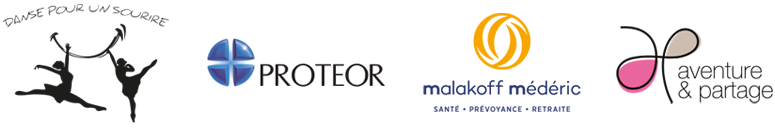 DANSE POUR UN SOURIRE
PROTEOR
malakoff médéric
SANTÉ • PRÉVOYANCE • RETRAITE
aventure
& partage